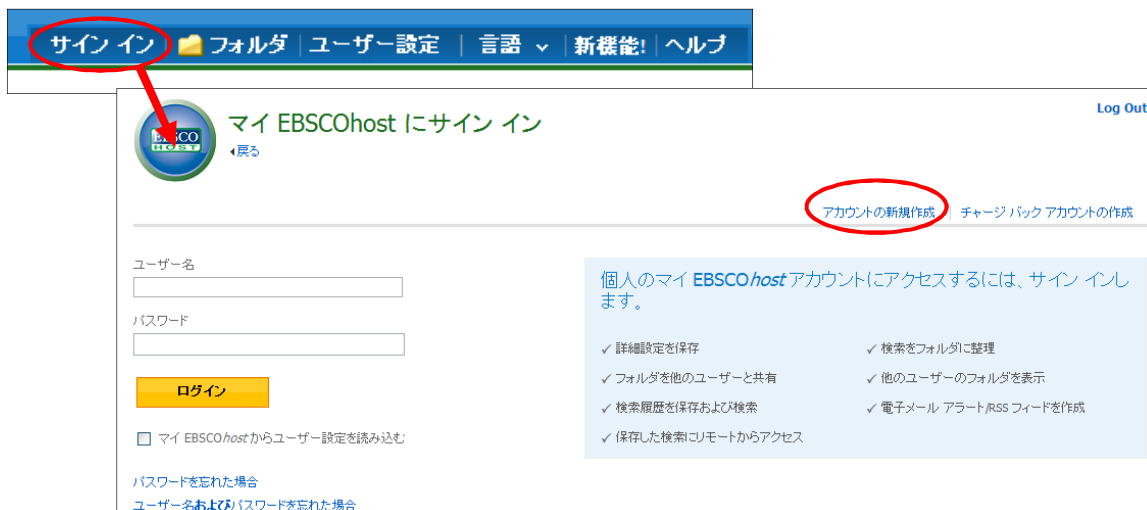 サイン イン フォルダ ユーザー設定 言語 新機能! ヘルプ
EBSCO
HOST
マイ EBSCOhost にサイン イン
戻る
Log Out
アカウントの新規作成 チャージ バック アカウントの作成
ユーザー名
パスワード
ログイン
マイ EBSCOhost からユーザー設定を読み込む
パスワードを忘れた場合
ユーザー名およびパスワードを忘れた場合
個人のマイ EBSCOhost アカウントにアクセスするには、サイン インし
ます。
✓ 詳細設定を保存
✓ フォルダを他のユーザーと共有
✓ 検索履歴を保存および検索
✓ 保存した検索にリモートからアクセス
✓ 検索をフォルダに整理
✓ 他のユーザーのフォルダを表示
✓ 電子メール アラート/RSS フィードを作成